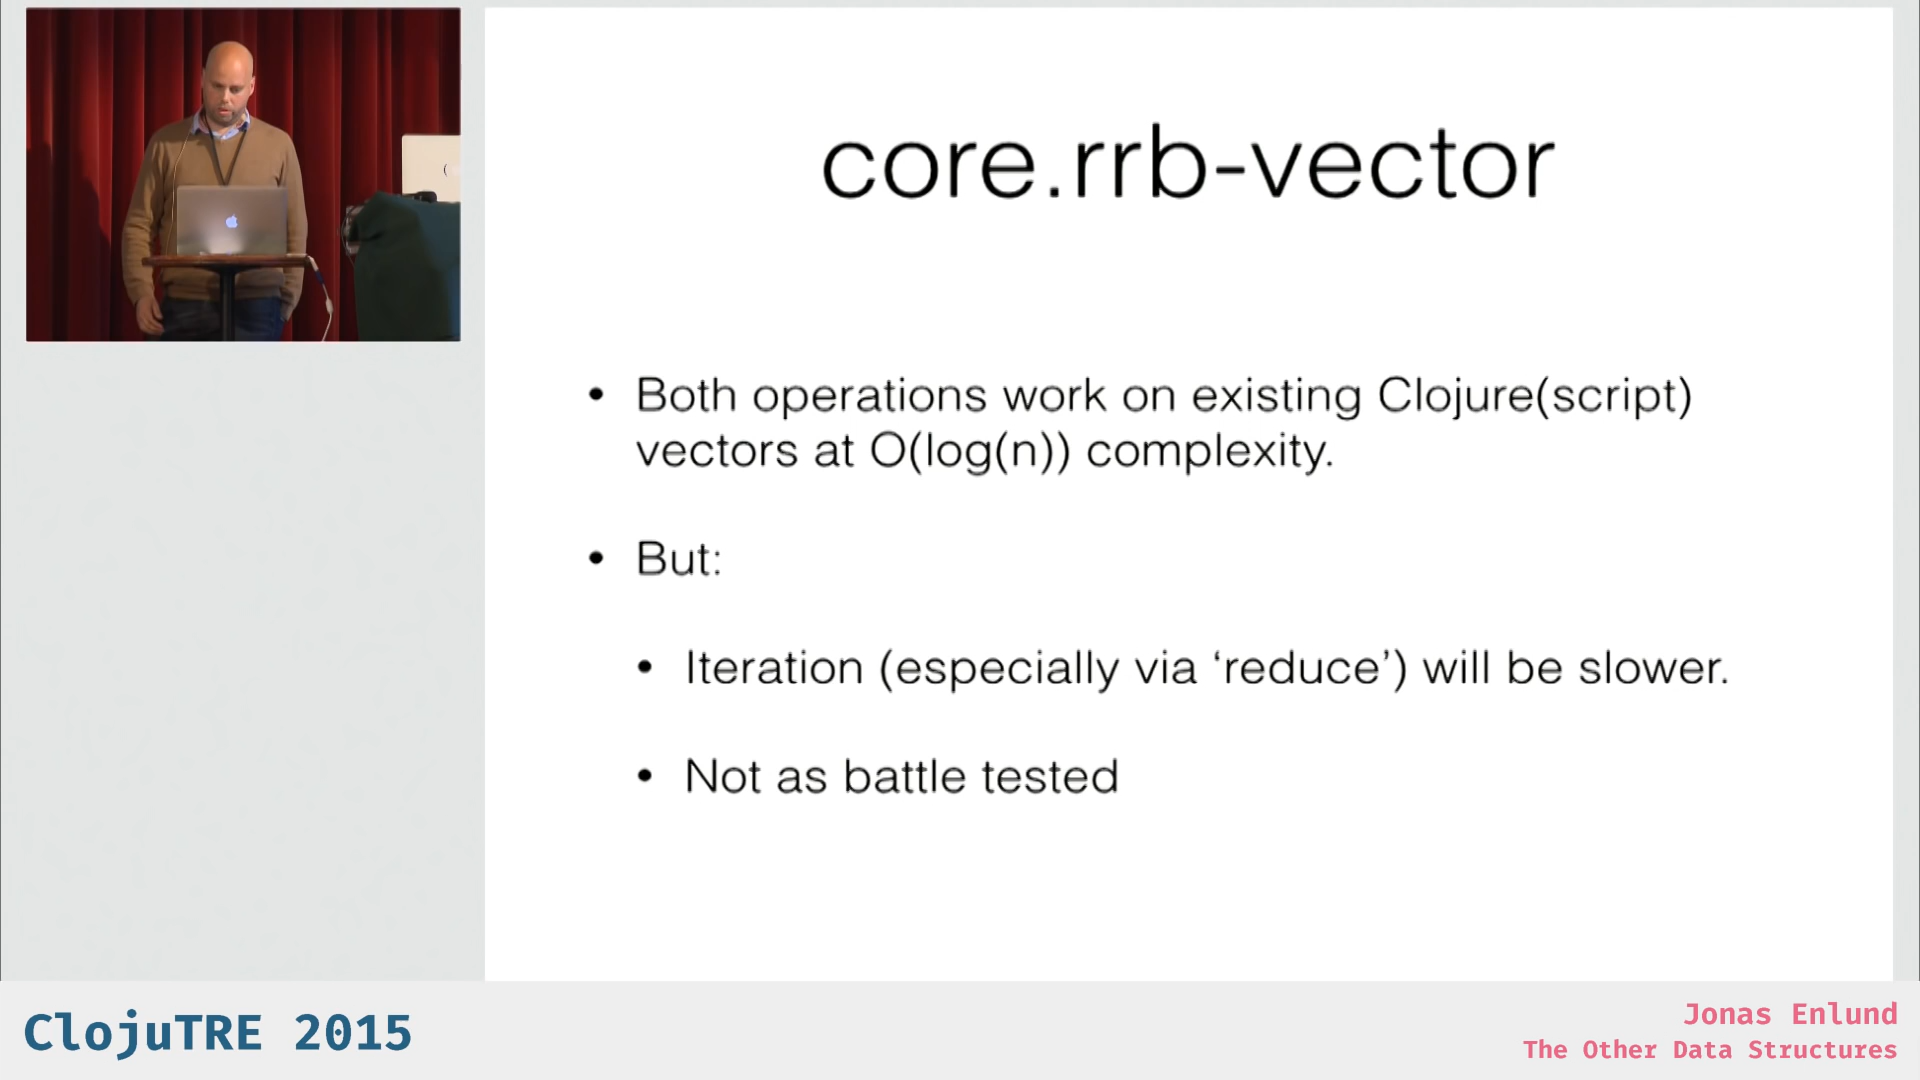 core.rrb-vector
• Both operations work on existing Clojure(script)
vectors at O(log(n)) complexity.
• But:
• Iteration (especially via ‘reduce’) will be slower.
• Not as battle tested
ClojuTRE 2015
Jonas Enlund
The Other Data Structures